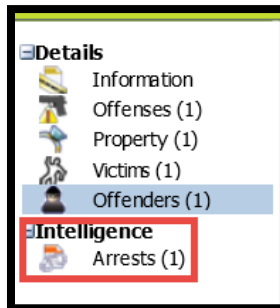 Details
Information
Offenses (1)
Property (1)
Victims (1)
Offenders (1)
Intelligence
Arrests (1)